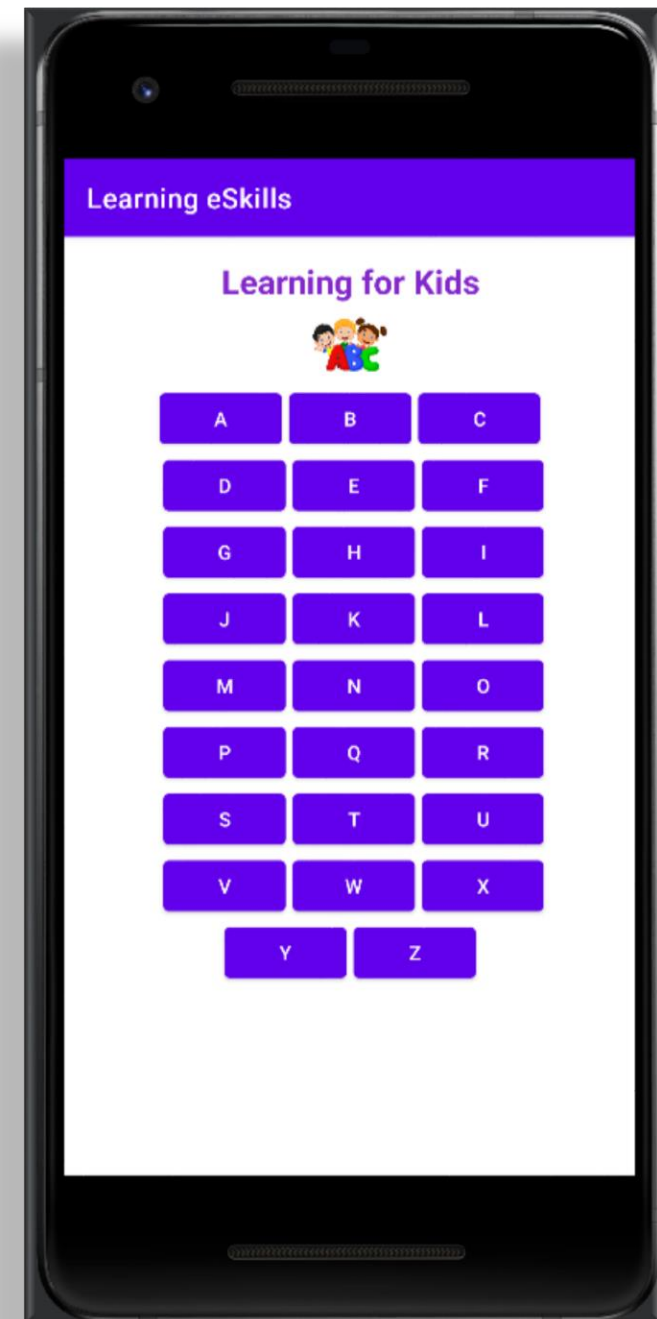 Learning eSkills
Learning for Kids
ABC
A B C
D E F
G H I
J K L
M N O
P Q R
S T U
V W X
Y Z